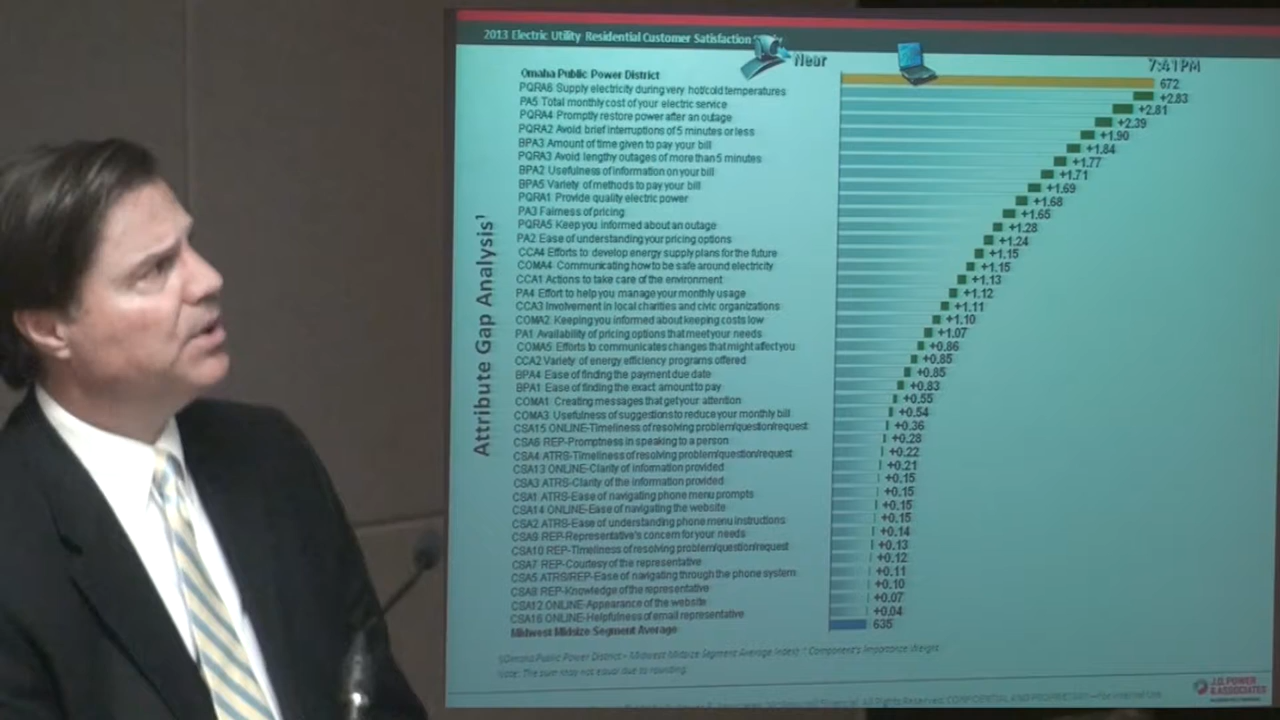 2013 Electric Utility Residential Customer Satisfaction
Near
7:41PM
Attribute Gap Analysis¹
Omaha Public Power District 672
PQRA6 Supply electricity during very hot/cold temperatures +2.83
PA5 Total monthly cost of your electric service +2.81
PQRA4 Promptly restore power after an outage +2.39
PQRA2 Avoid brief interruptions of 5 minutes or less +1.90
BPA3 Amount of time given to pay your bill +1.84
PQRA3 Avoid lengthy outages of more than 5 minutes +1.77
BPA2 Usefulness of information on your bill +1.71
BPA5 Variety of methods to pay your bill +1.69
PQRA1 Provide quality electric power +1.68
PA3 Fairness of pricing +1.65
PQRA5 Keep you informed about an outage +1.28
PA2 Ease of understanding your pricing options +1.24
CCA4 Efforts to develop energy supply plans for the future +1.15
COMA4 Communicating how to be safe around electricity +1.15
CCA1 Actions to take care of the environment +1.13
PA4 Effort to help you manage your monthly usage +1.12
CCA3 Involvement in local charities and civic organizations +1.11
COMA2 Keeping you informed about keeping costs low +1.10
PA1 Availability of pricing options that meet your needs +1.07
COMA5 Efforts to communicates changes that might affect you +0.86
CCA2 Variety of energy efficiency programs offered +0.85
BPA4 Ease of finding the payment due date +0.85
BPA1 Ease of finding the exact amount to pay +0.83
COMA1 Creating messages that get your attention +0.55
COMA3 Usefulness of suggestions to reduce your monthly bill +0.54
CSA15 ONLINE-Timeliness of resolving problem/question/request +0.36
CSA6 REP-Promptness in speaking to a person +0.28
CSA4 ATRS-Timeliness of resolving problem/question/request +0.22
CSA13 ONLINE-Clarity of information provided +0.21
CSA3 ATRS-Clarity of the information provided +0.15
CSA1 ATRS-Ease of navigating phone menu prompts +0.15
CSA14 ONLINE-Ease of navigating the website +0.15
CSA2 ATRS-Ease of understanding phone menu instructions +0.15
CSA9 REP-Representative's concern for your needs +0.14
CSA10 REP-Timeliness of resolving problem/question/request +0.13
CSA7 REP-Courtesy of the representative +0.12
CSA5 ATRS/REP-Ease of navigating through the phone system +0.11
CSA8 REP-Knowledge of the representative +0.10
CSA12 ONLINE-Appearance of the website +0.07
CSA16 ONLINE-Helpfulness of email representative +0.04
Midwest Midsize Segment Average 635
(Omaha Public Power District - Midwest Midsize Segment Average Index) * Component's Importance Weight
Note: The sum may not equal due to rounding.
J.D. POWER
& ASSOCIATES